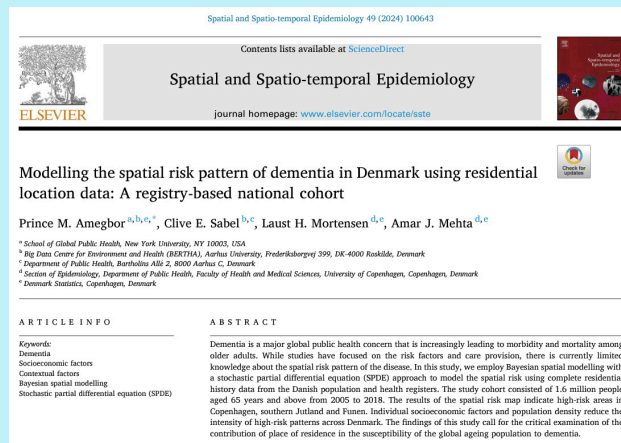 Spatial and Spatio-temporal Epidemiology 49 (2024) 100643
Contents lists available at ScienceDirect
Spatial and Spatio-temporal Epidemiology
journal homepage: www.elsevier.com/locate/sste
ELSEVIER
Spatial and
Spatio-temporal
Epidemiology
Check for
updates
Modelling the spatial risk pattern of dementia in Denmark using residential
location data: A registry-based national cohort
Prince M. Amegbor a,b,e,*, Clive E. Sabel b,c, Laust H. Mortensen d,e, Amar J. Mehta d,e
a School of Global Public Health, New York University, NY 10003, USA
b Big Data Centre for Environment and Health (BERTHA), Aarhus University, Frederiksborgvej 399, DK-4000 Roskilde, Denmark
c Department of Public Health, Bartholins Allé 2, 8000 Aarhus C, Denmark
d Section of Epidemiology, Department of Public Health, Faculty of Health and Medical Sciences, University of Copenhagen, Copenhagen, Denmark
e Denmark Statistics, Copenhagen, Denmark
ARTICLE INFO
Keywords:
Dementia
Socioeconomic factors
Contextual factors
Bayesian spatial modelling
Stochastic partial differential equation (SPDE)
ABSTRACT
Dementia is a major global public health concern that is increasingly leading to morbidity and mortality among
older adults. While studies have focused on the risk factors and care provision, there is currently limited
knowledge about the spatial risk pattern of the disease. In this study, we employ Bayesian spatial modelling with
a stochastic partial differential equation (SPDE) approach to model the spatial risk using complete residential
history data from the Danish population and health registers. The study cohort consisted of 1.6 million people
aged 65 years and above from 2005 to 2018. The results of the spatial risk map indicate high-risk areas in
Copenhagen, southern Jutland and Funen. Individual socioeconomic factors and population density reduce the
intensity of high-risk patterns across Denmark. The findings of this study call for the critical examination of the
contribution of place of residence in the susceptibility of the global ageing population to dementia.